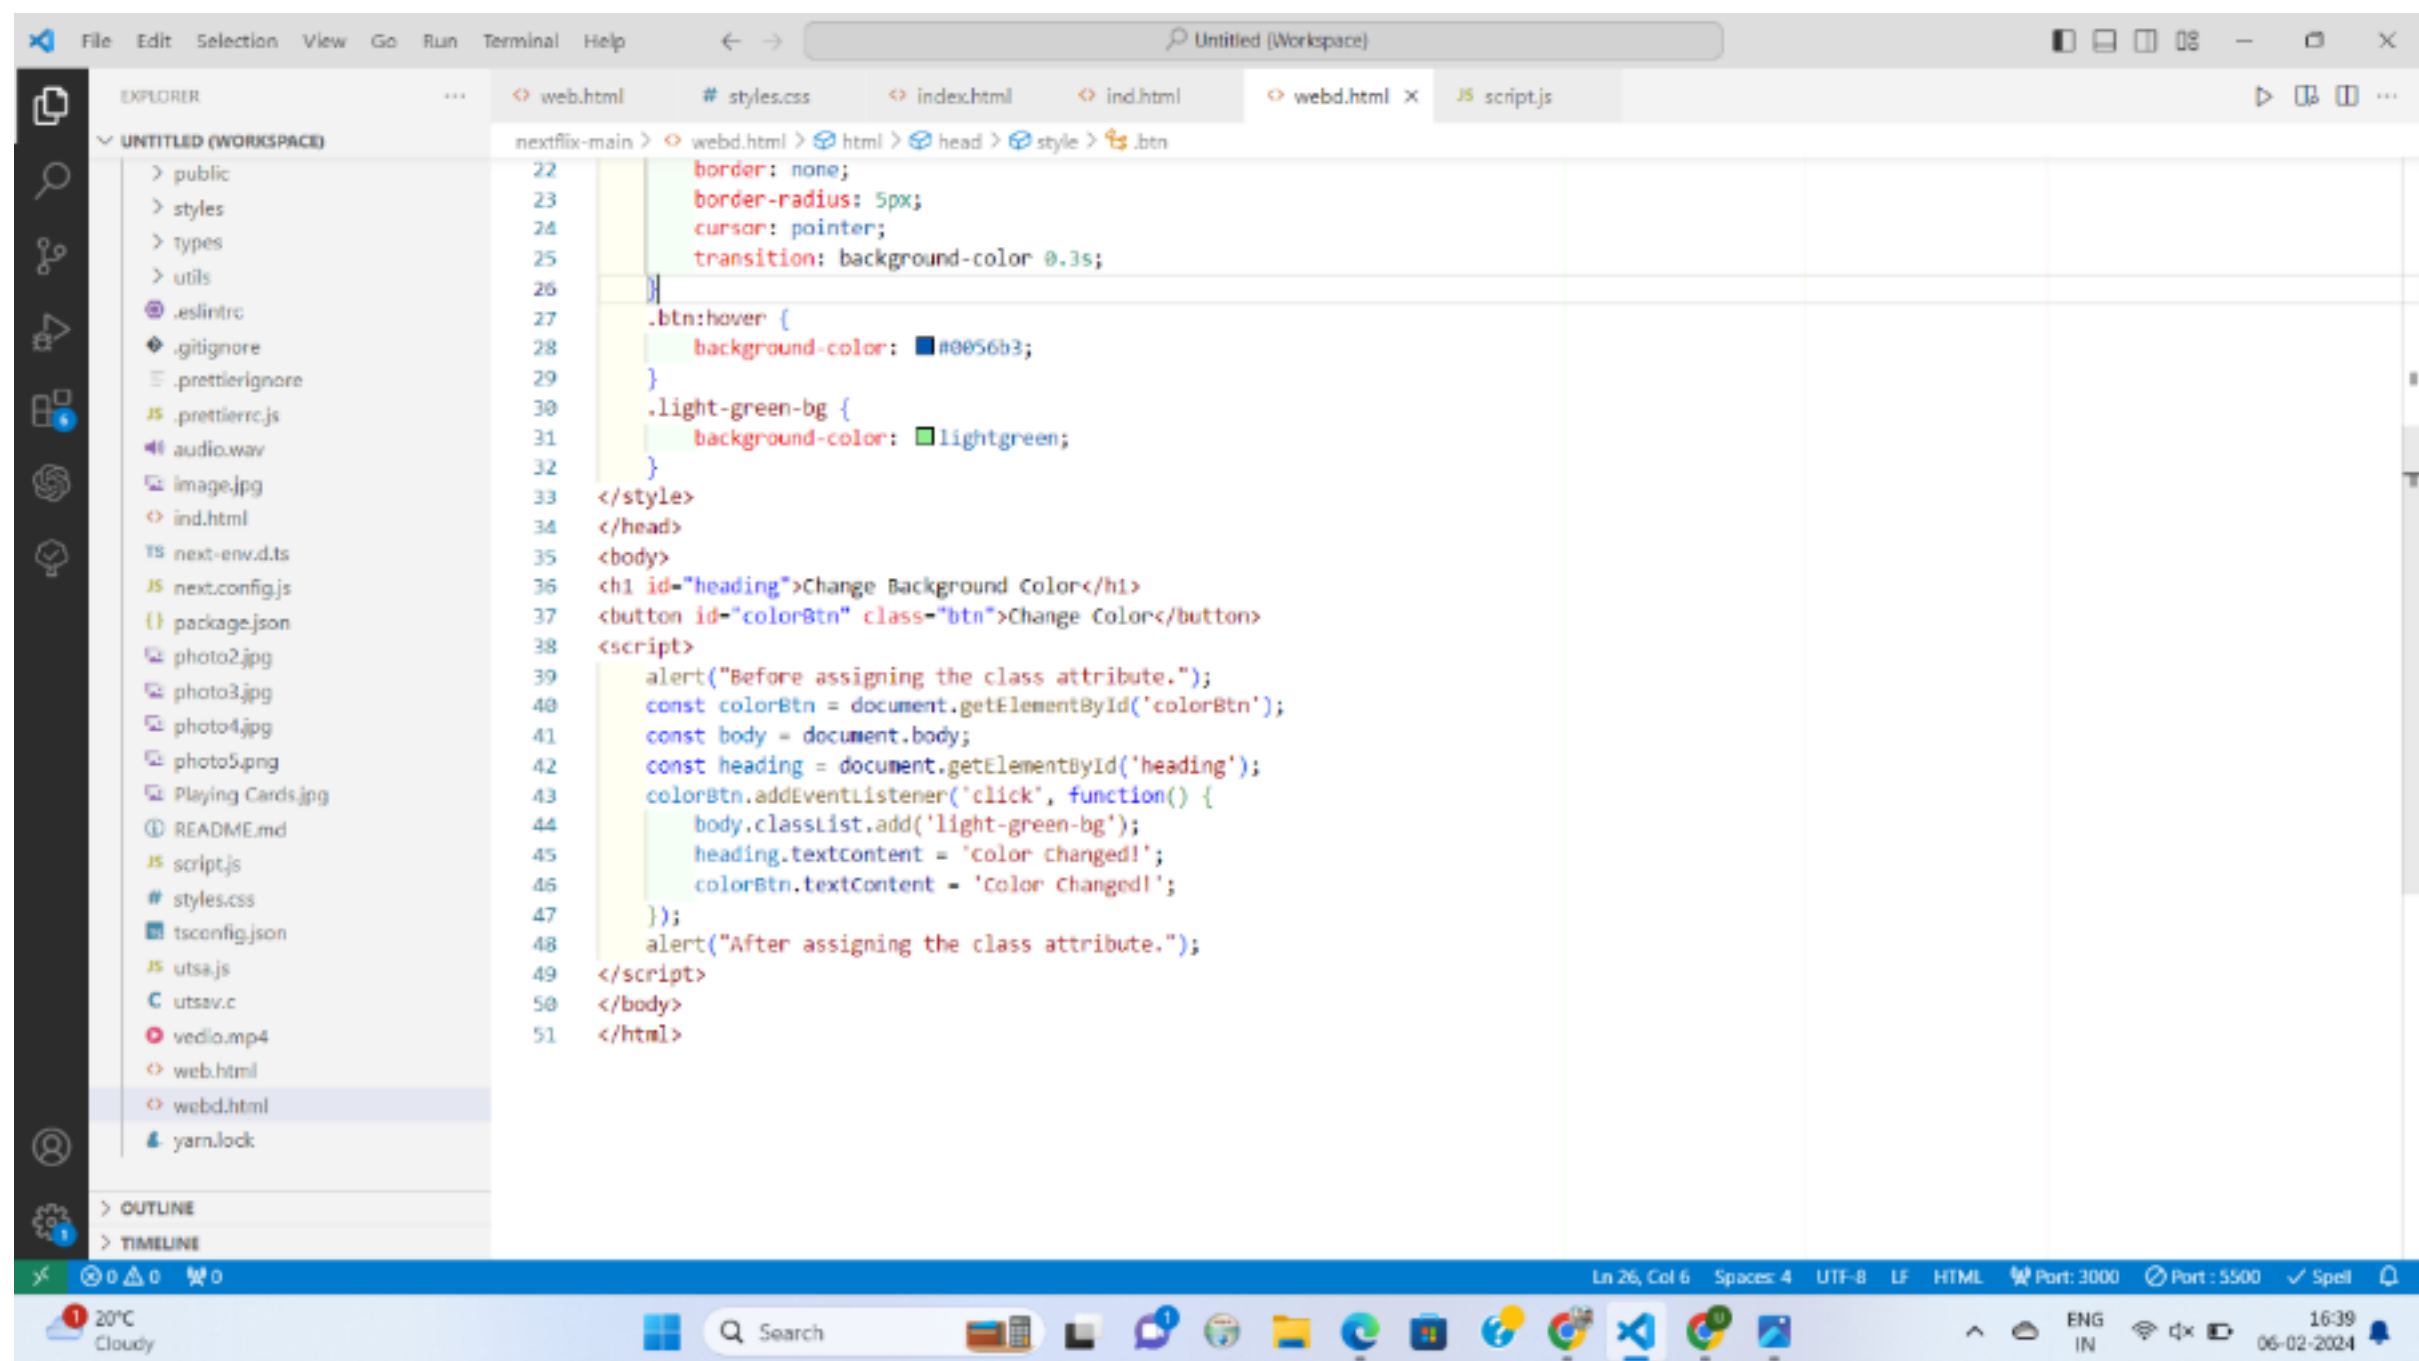 File Edit Selection View Go Run Terminal Help
Untitled (Workspace)
EXPLORER
web.html
styles.css
index.html
ind.html
webd.html
script.js
UNTITLED (WORKSPACE)
nextflix-main > webd.html > html > head > style > .btn
public
styles
types
utils
.eslintrc
.gitignore
.prettierignore
JS .prettierrc.js
audio.wav
image.jpg
ind.html
TS next-env.d.ts
JS next.config.js
{} package.json
photo2.jpg
photo3.jpg
photo4.jpg
photo5.png
Playing Cards.jpg
README.md
JS script.js
# styles.css
tsconfig.json
JS utsa.js
C utsav.c
vedio.mp4
web.html
webd.html
yarn.lock
OUTLINE
TIMELINE
22 border: none;
23 border-radius: 5px;
24 cursor: pointer;
25 transition: background-color 0.3s;
26 }
27 .btn:hover {
28 background-color: #0056b3;
29 }
30 .light-green-bg {
31 background-color: lightgreen;
32 }
33 </style>
34 </head>
35 <body>
36 <h1 id="heading">Change Background Color</h1>
37 <button id="colorBtn" class="btn">Change Color</button>
38 <script>
39 alert("Before assigning the class attribute.");
40 const colorBtn = document.getElementById('colorBtn');
41 const body = document.body;
42 const heading = document.getElementById('heading');
43 colorBtn.addEventListener('click', function() {
44 body.classList.add('light-green-bg');
45 heading.textContent = 'Color Changed!';
46 colorBtn.textContent = 'Color Changed!';
47 });
48 alert("After assigning the class attribute.");
49 </script>
50 </body>
51 </html>
0 0 0
Ln 26, Col 6 Spaces: 4 UTF-8 LF HTML Port: 3000 Port : 5500 Spell
1
20°C
Cloudy
Search
ENG
IN
16:39
06-02-2024